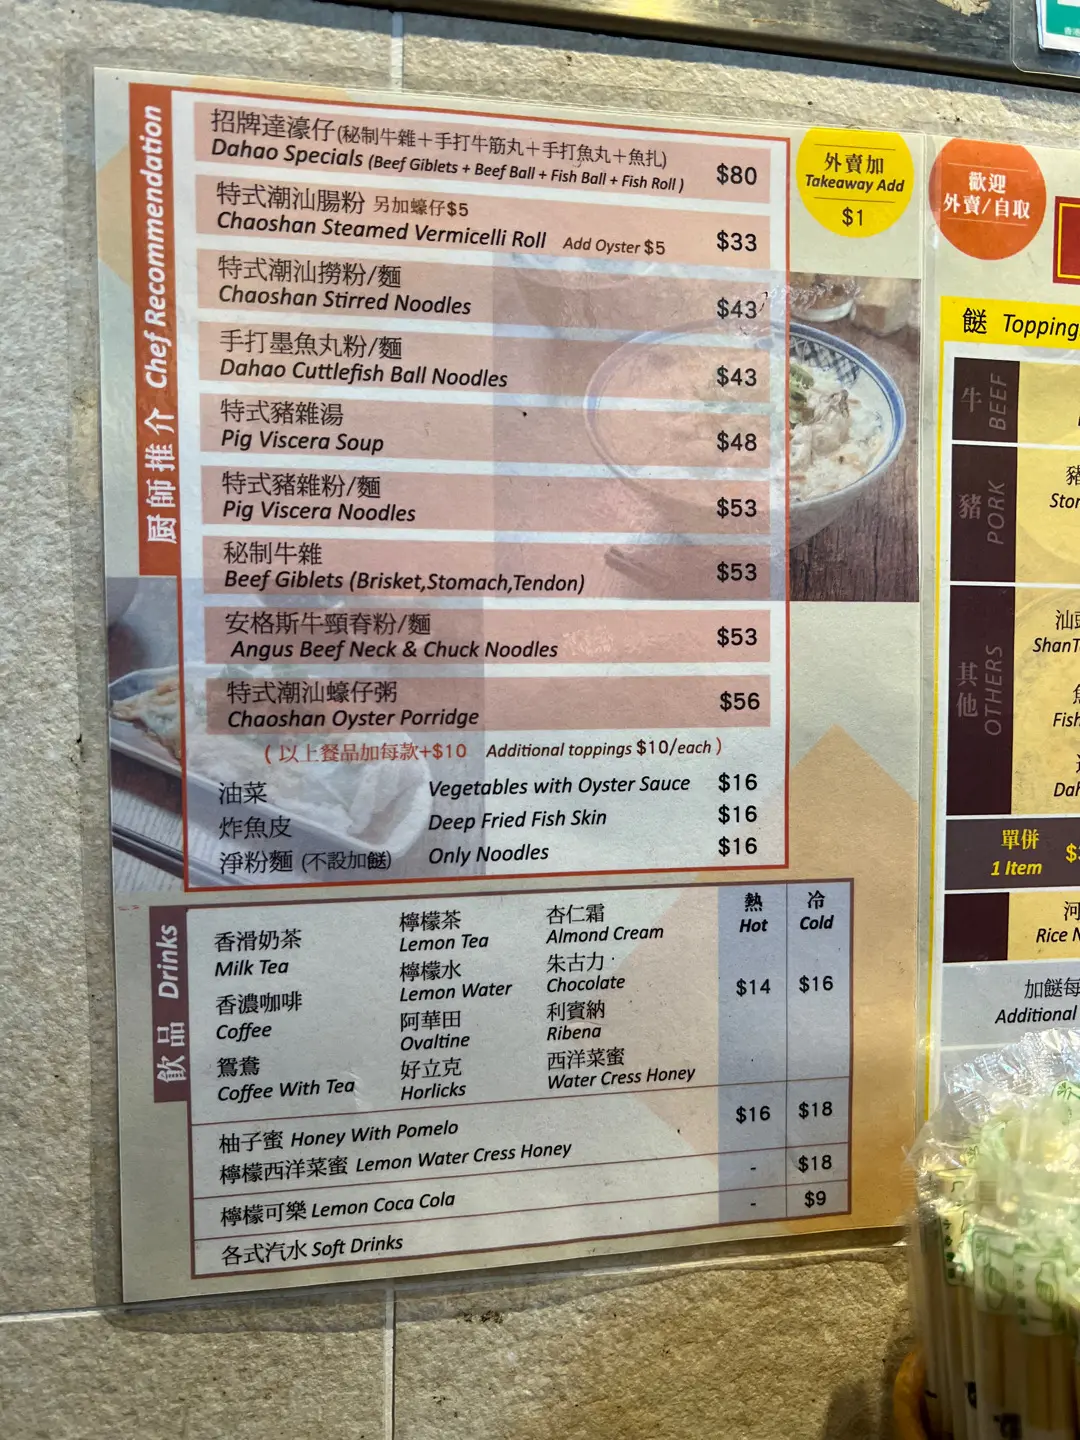 厨師推介 Chef Recommendation
招牌達濠仔(秘制牛雜＋手打牛筋丸＋手打魚丸＋魚扎)
Dahao Specials (Beef Giblets + Beef Ball + Fish Ball + Fish Roll )
$80
特式潮汕腸粉 另加蠔仔$5
Chaoshan Steamed Vermicelli Roll Add Oyster $5
$33
特式潮汕撈粉/麵
Chaoshan Stirred Noodles
$43
手打墨魚丸粉/麵
Dahao Cuttlefish Ball Noodles
$43
特式豬雜湯
Pig Viscera Soup
$48
特式豬雜粉/麵
Pig Viscera Noodles
$53
秘制牛雜
Beef Giblets (Brisket,Stomach,Tendon)
$53
安格斯牛頸脊粉/麵
Angus Beef Neck & Chuck Noodles
$53
特式潮汕蠔仔粥
Chaoshan Oyster Porridge
$56
( 以上餐品加每款+$10 Additional toppings $10/each )
油菜 Vegetables with Oyster Sauce $16
炸魚皮 Deep Fried Fish Skin $16
淨粉麵 (不設加餸) Only Noodles $16
外賣加
Takeaway Add
$1
飲品 Drinks
熱
Hot
冷
Cold
香滑奶茶
Milk Tea
香濃咖啡
Coffee
鴛鴦
Coffee With Tea
檸檬茶
Lemon Tea
檸檬水
Lemon Water
阿華田
Ovaltine
好立克
Horlicks
杏仁霜
Almond Cream
朱古力
Chocolate
利賓納
Ribena
西洋菜蜜
Water Cress Honey
$14 $16
柚子蜜 Honey With Pomelo
檸檬西洋菜蜜 Lemon Water Cress Honey
$16 $18
檸檬可樂 Lemon Coca Cola
- $18
各式汽水 Soft Drinks
- $9
歡迎
外賣/自取
餸 Topping
牛 BEEF
豬 PORK
豬
其他 OTHERS
汕
Fish
單併
1 Item
河
Rice
加餸每
Additional